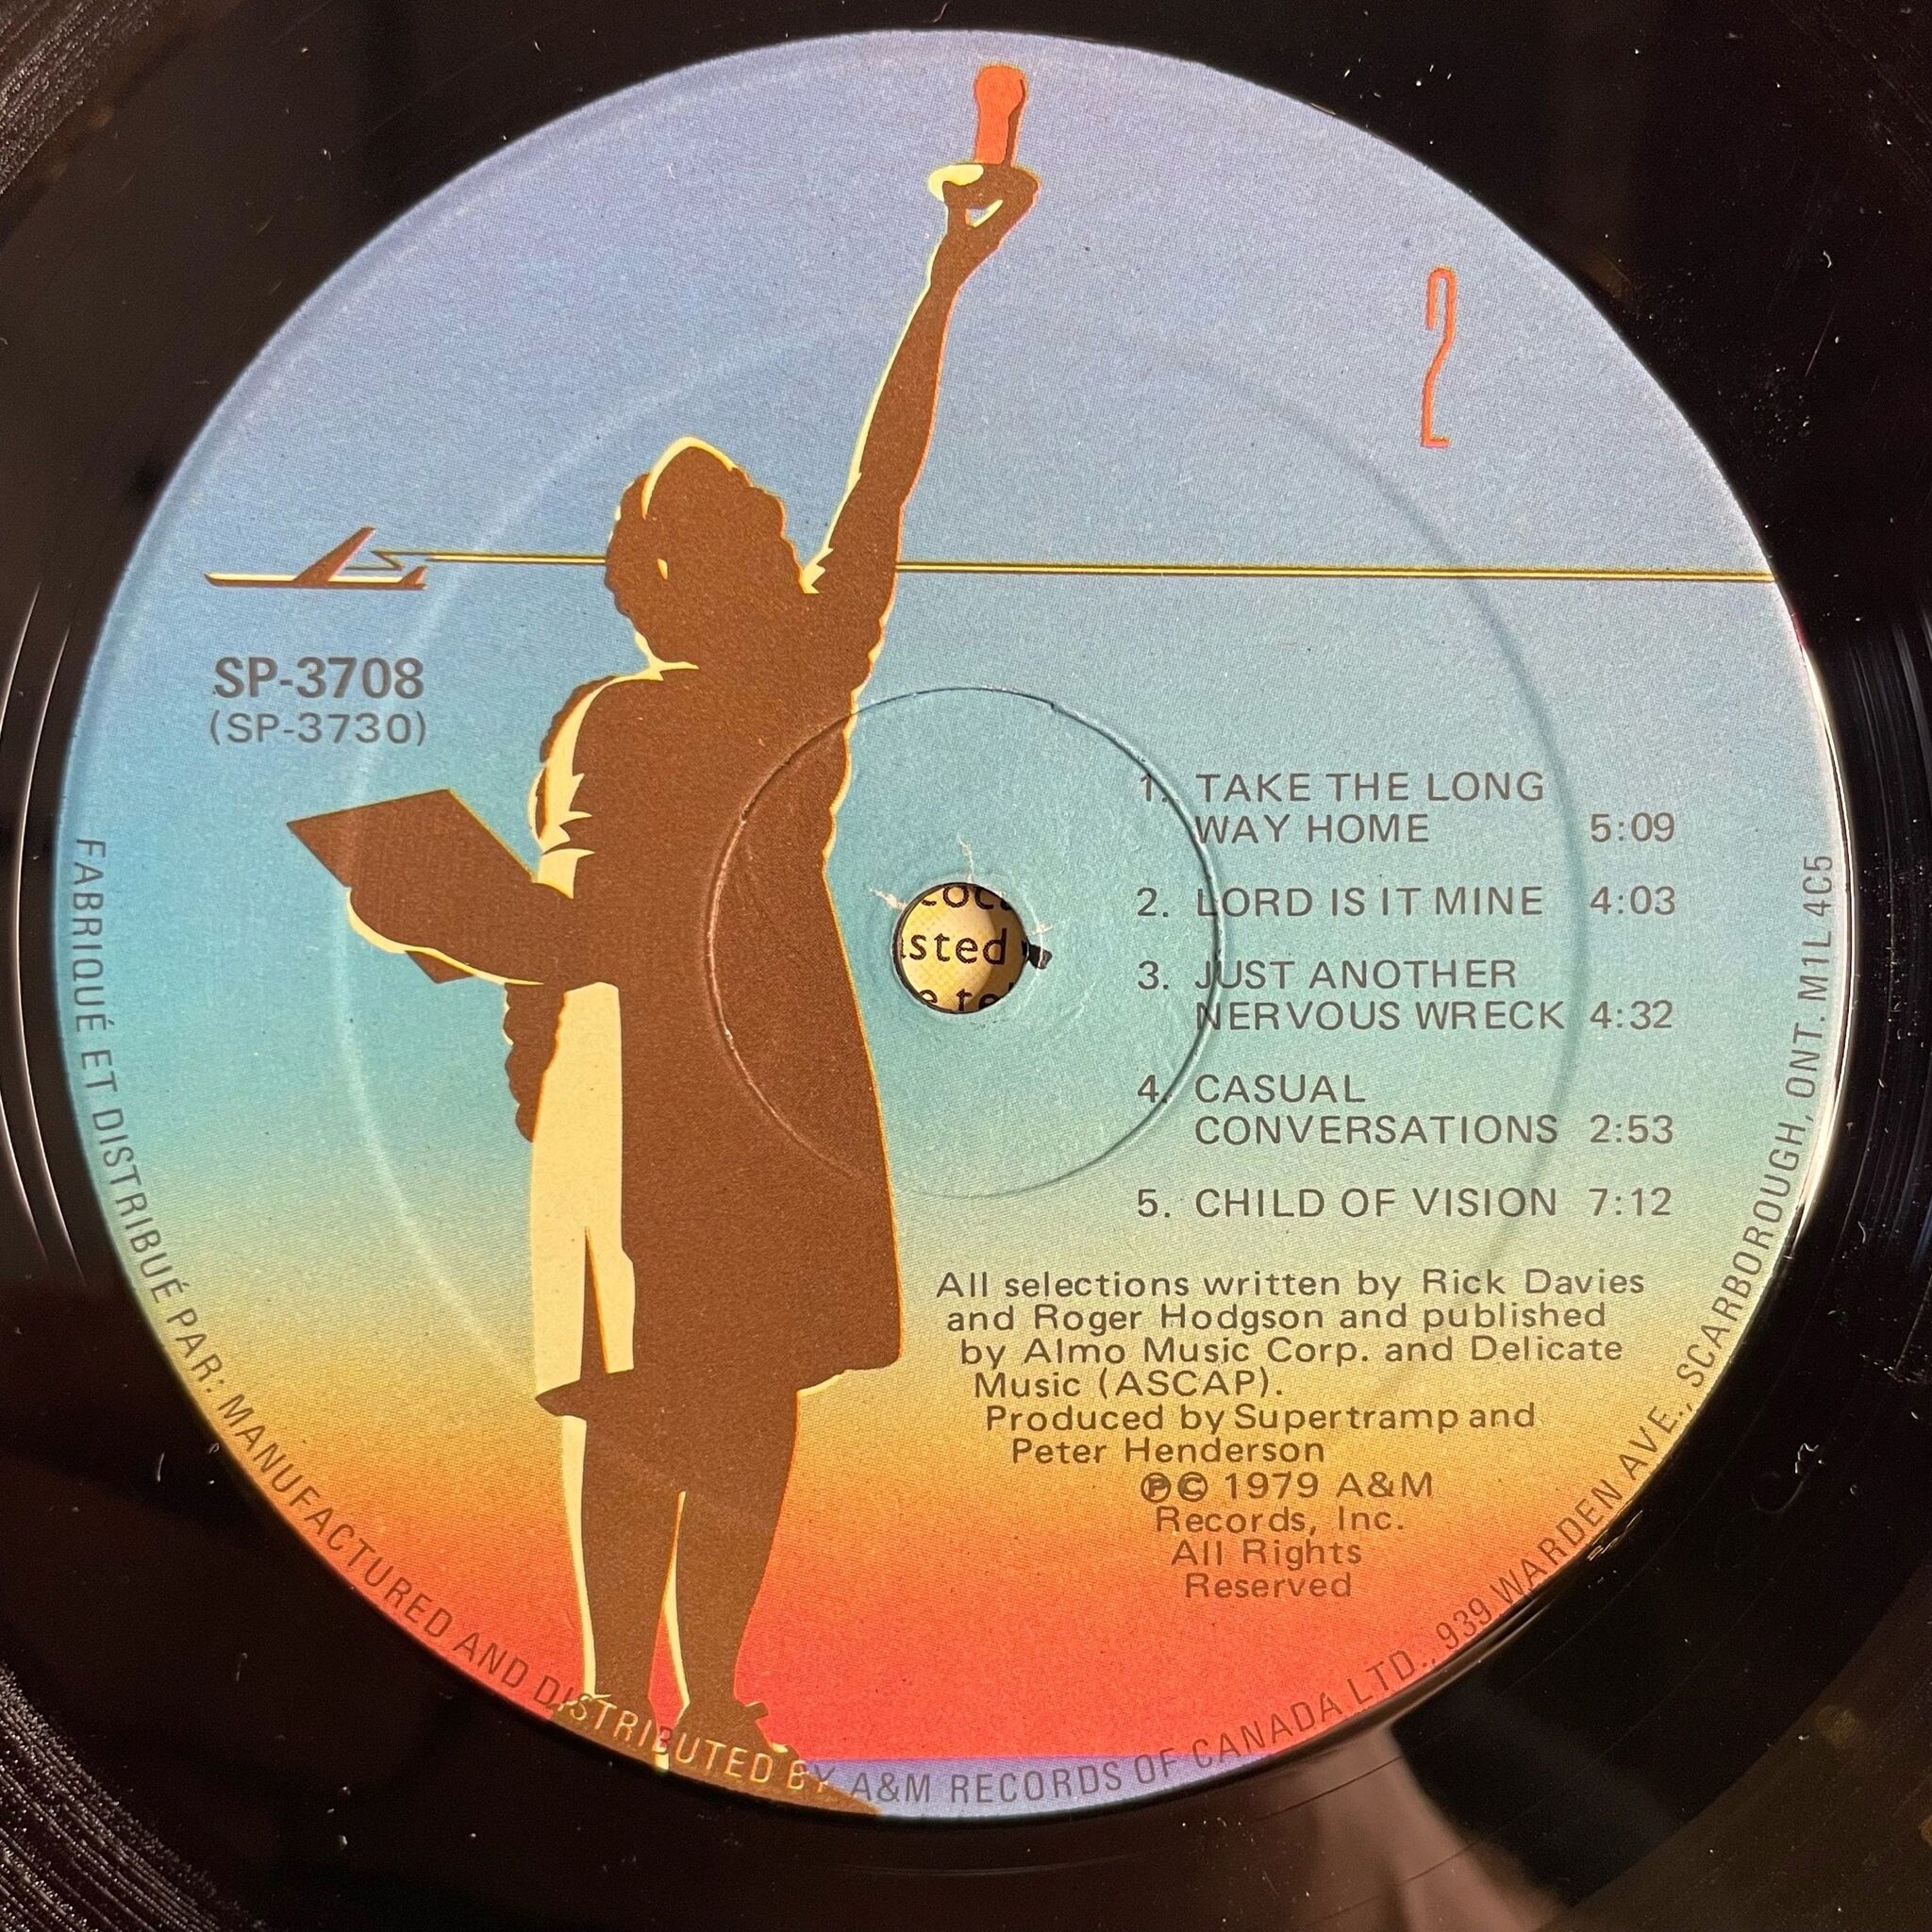 2
SP-3708
(SP-3730)
1. TAKE THE LONG
WAY HOME 5:09
2. LORD IS IT MINE 4:03
3. JUST ANOTHER
NERVOUS WRECK 4:32
4. CASUAL
CONVERSATIONS 2:53
5. CHILD OF VISION 7:12
All selections written by Rick Davies
and Roger Hodgson and published
by Almo Music Corp. and Delicate
Music (ASCAP).
Produced by Supertramp and
Peter Henderson
℗© 1979 A&M
Records, Inc.
All Rights
Reserved
FABRIQUÉ ET DISTRIBUÉ PAR: MANUFACTURED AND DISTRIBUTED BY A&M RECORDS OF CANADA LTD., 939 WARDEN AVE., SCARBOROUGH, ONT. M1L 4C5
sted